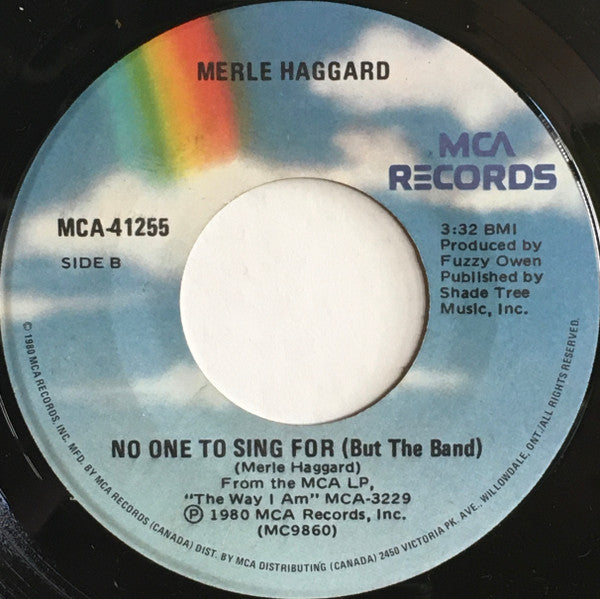 MERLE HAGGARD
MCA RECORDS
MCA-41255
SIDE B
3:32 BMI
Produced by
Fuzzy Owen
Published by
Shade Tree
Music, Inc.
NO ONE TO SING FOR (But The Band)
(Merle Haggard)
From the MCA LP,
"The Way I Am" MCA-3229
Ⓟ 1980 MCA Records, Inc.
(MC9860)
© 1980 MCA RECORDS, INC. MFD. BY MCA RECORDS (CANADA) DIST. BY MCA DISTRIBUTING (CANADA) 2450 VICTORIA PK. AVE., WILLOWDALE, ONT./ALL RIGHTS RESERVED.